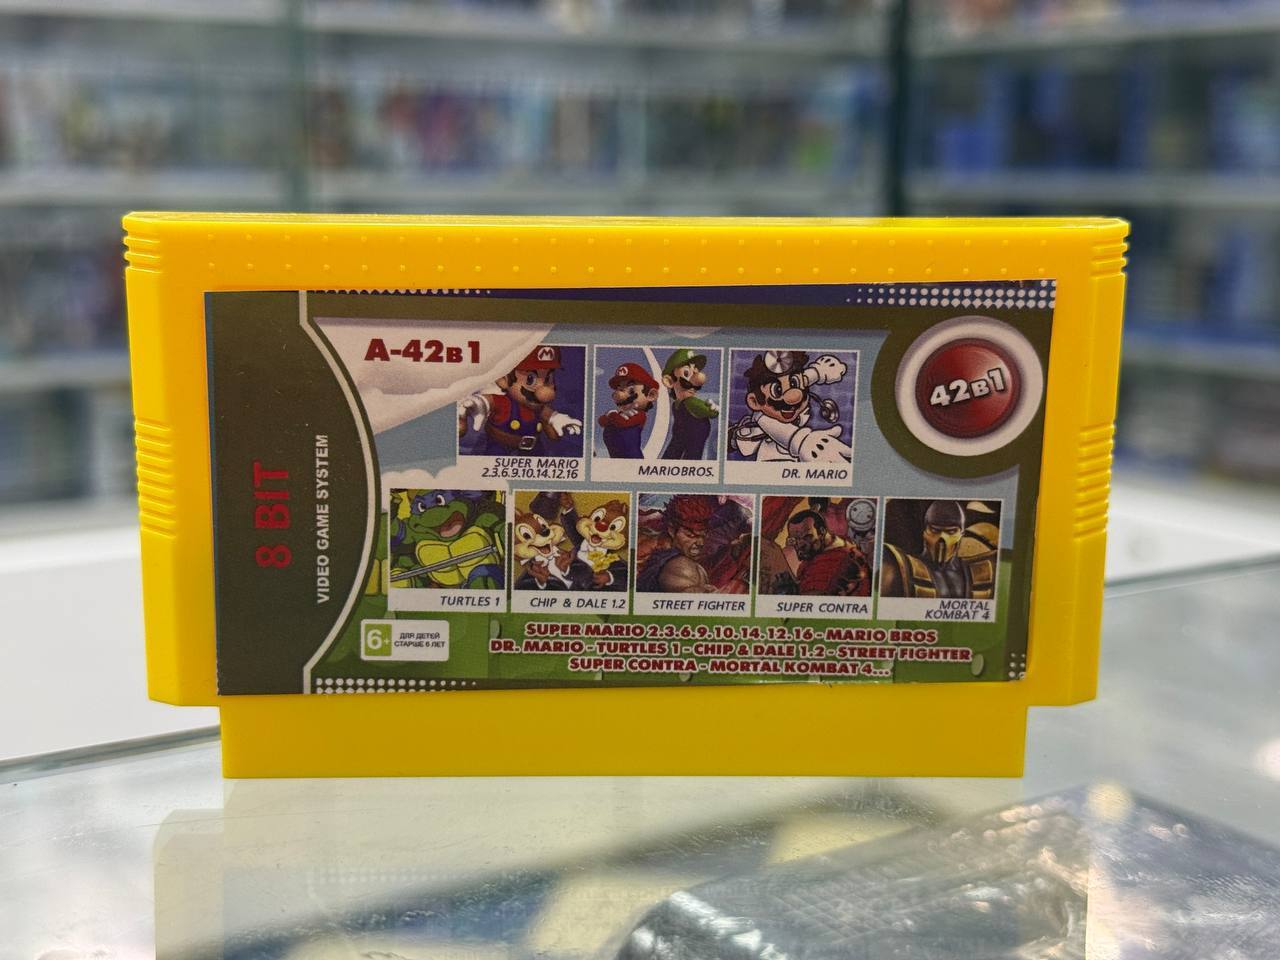 8 BIT
VIDEO GAME SYSTEM
A-42в1
42в1
SUPER MARIO
2.3.6.9.10.14.12.16
MARIO BROS.
DR. MARIO
TURTLES 1
CHIP & DALE 1.2
STREET FIGHTER
SUPER CONTRA
MORTAL
KOMBAT 4
6+
ДЛЯ ДЕТЕЙ
СТАРШЕ 6 ЛЕТ
SUPER MARIO 2.3.6.9.10.14.12.16 - MARIO BROS
DR. MARIO - TURTLES 1 - CHIP & DALE 1.2 - STREET FIGHTER
SUPER CONTRA - MORTAL KOMBAT 4...